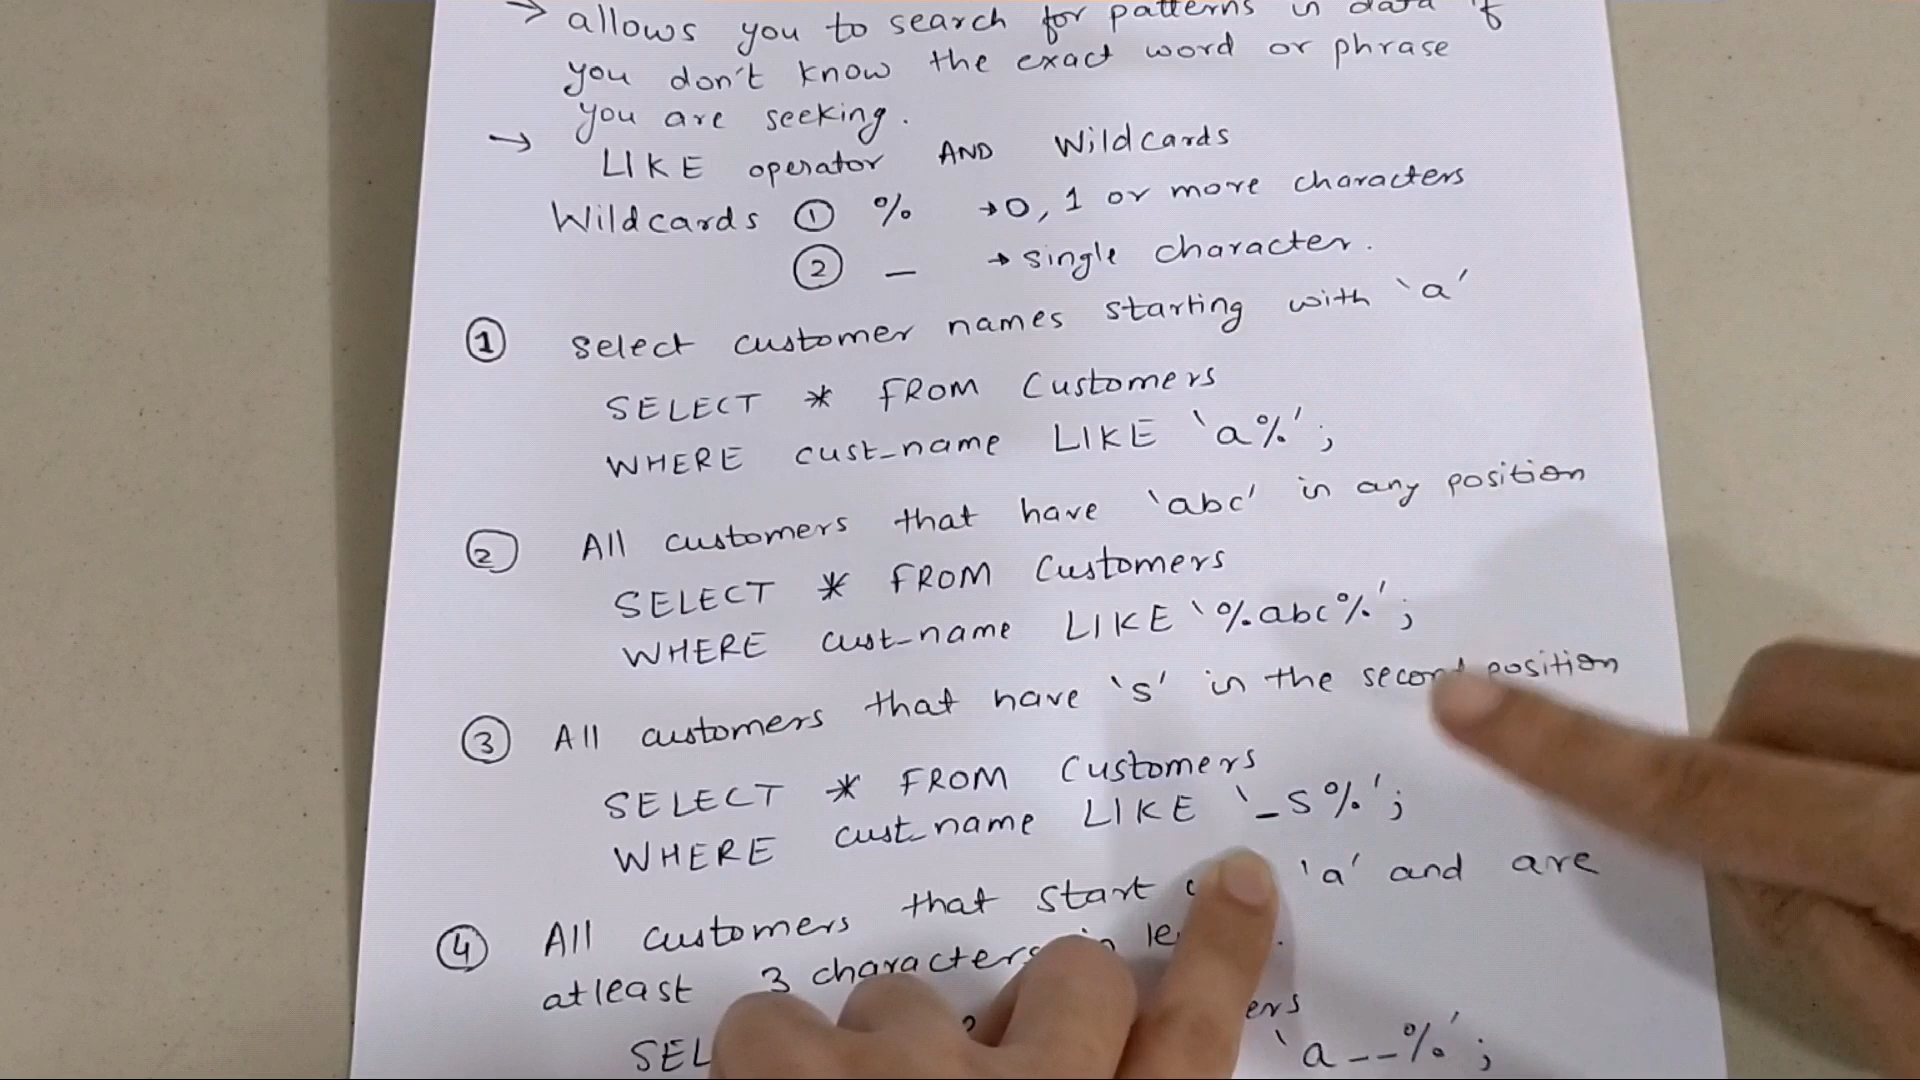 → allows you to search for patterns in data if
you don't know the exact word or phrase
you are seeking.
→ LIKE operator AND Wildcards
Wildcards ① % → 0, 1 or more characters
② _ → single character.
① select customer names starting with 'a'
SELECT * FROM Customers
WHERE cust_name LIKE 'a%';
② All customers that have 'abc' in any position
SELECT * FROM Customers
WHERE cust_name LIKE '%abc%';
③ All customers that have 's' in the second position
SELECT * FROM Customers
WHERE cust_name LIKE '_s%';
④ All customers that start 'a' and are
atleast 3 characters in
SEL
'a__%';